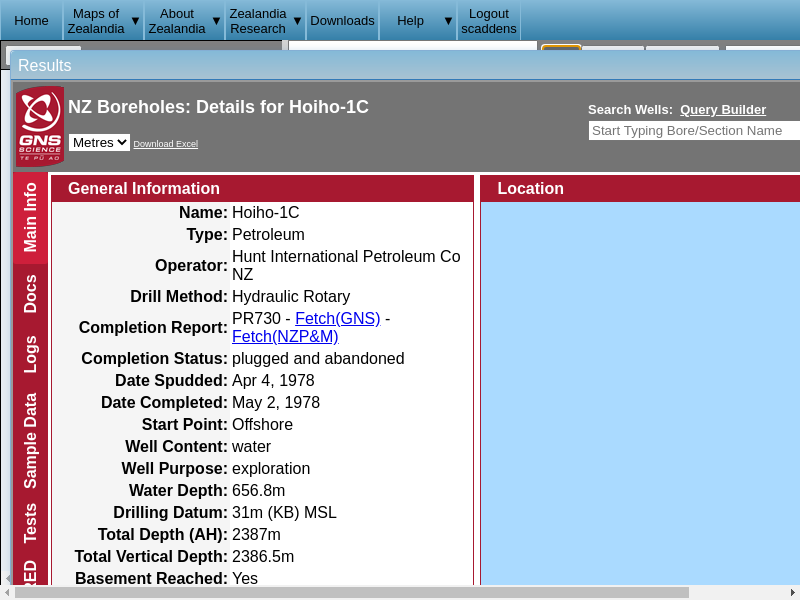 Home
Maps of Zealandia ▼
About Zealandia ▼
Zealandia Research ▼
Downloads
Help ▼
Logout scaddens
Results
GNS
SCIENCE
TE PŪ AO
NZ Boreholes: Details for Hoiho-1C
Metres Download Excel
Search Wells: Query Builder
Start Typing Bore/Section Name
Main Info
Docs
Logs
Sample Data
Tests
General Information
Name: Hoiho-1C
Type: Petroleum
Operator: Hunt International Petroleum Co
NZ
Drill Method: Hydraulic Rotary
Completion Report: PR730 - Fetch(GNS) -
Fetch(NZP&M)
Completion Status: plugged and abandoned
Date Spudded: Apr 4, 1978
Date Completed: May 2, 1978
Start Point: Offshore
Well Content: water
Well Purpose: exploration
Water Depth: 656.8m
Drilling Datum: 31m (KB) MSL
Total Depth (AH): 2387m
Total Vertical Depth: 2386.5m
Basement Reached: Yes
Location